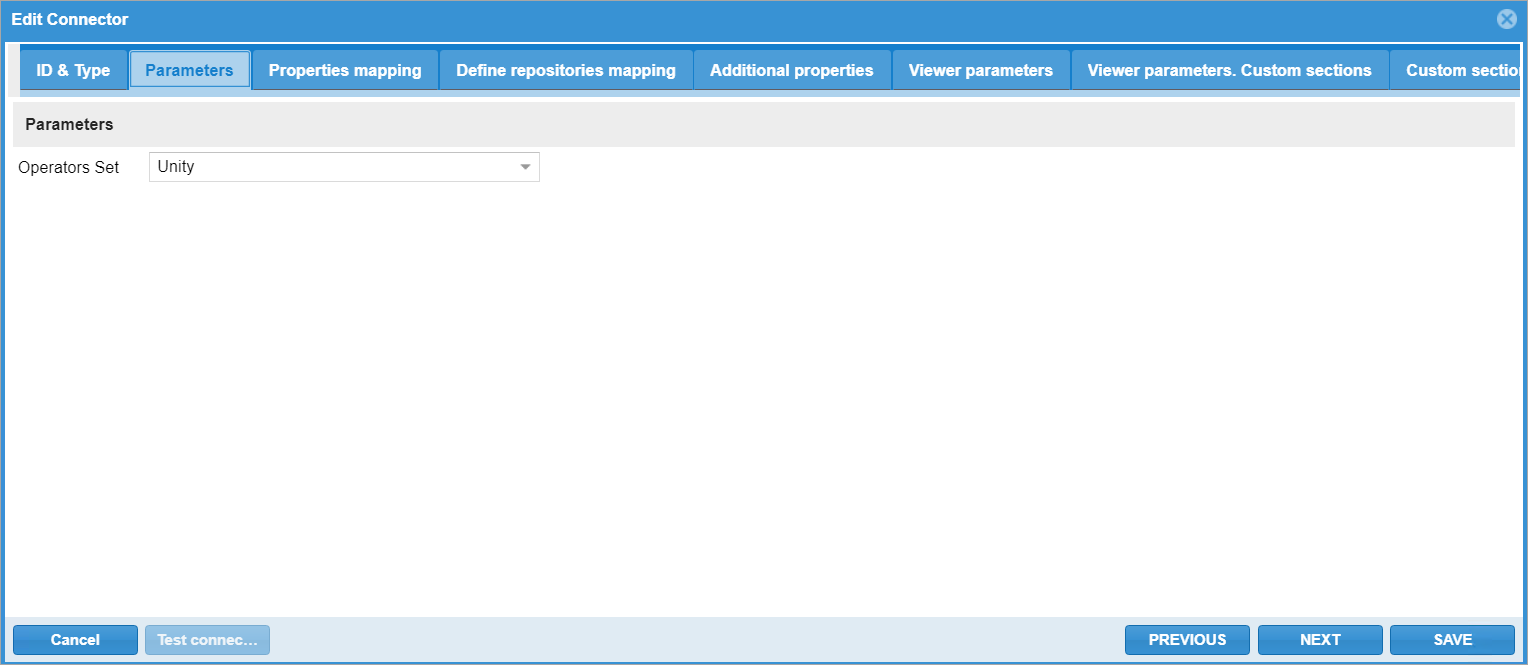 Edit Connector
ID & Type Parameters Properties mapping Define repositories mapping Additional properties Viewer parameters Viewer parameters. Custom sections Custom sectio
Parameters
Operators Set Unity
Cancel Test connec... PREVIOUS NEXT SAVE